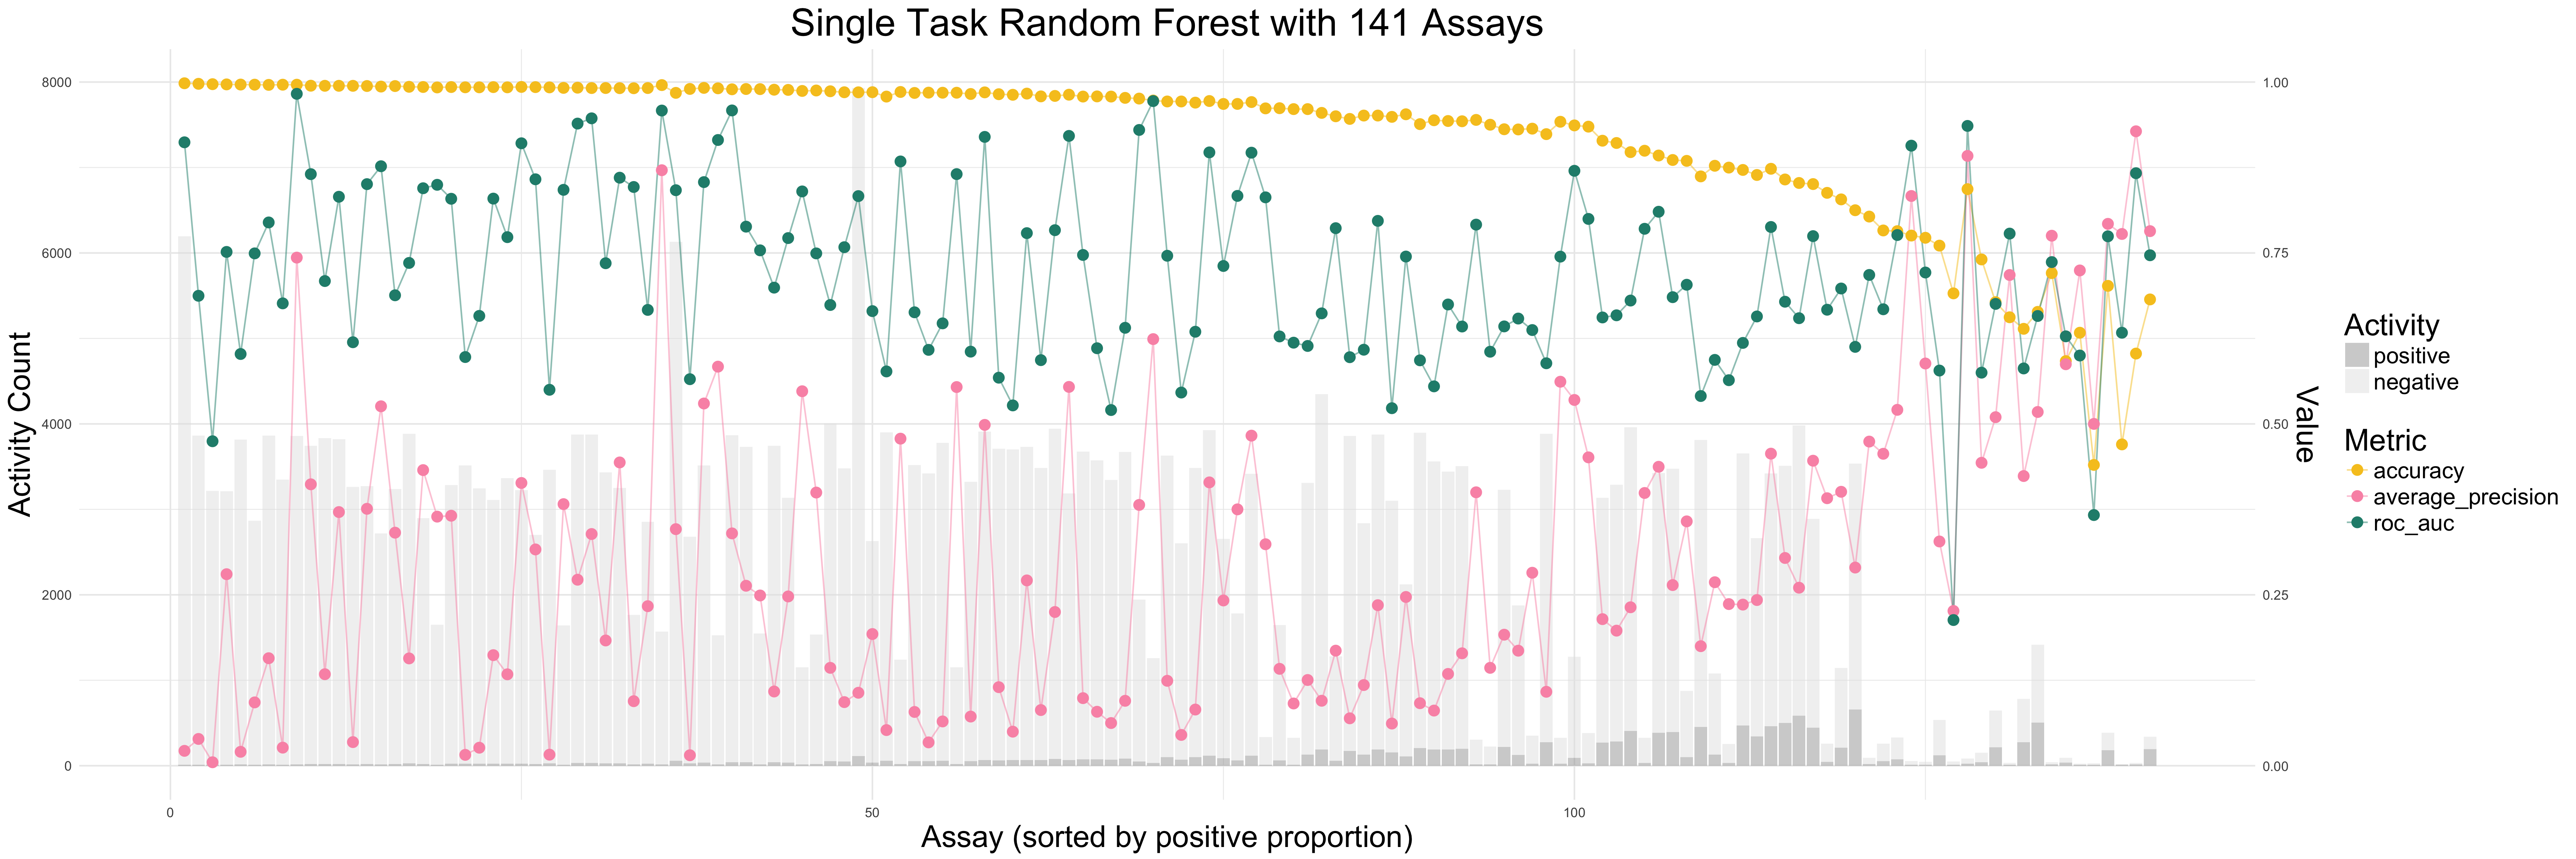 Single Task Random Forest with 141 Assays
Activity Count
8000
6000
4000
2000
0
0
50
100
Assay (sorted by positive proportion)
1.00
0.75
0.50
0.25
0.00
Value
Activity
positive
negative
Metric
accuracy
average_precision
roc_auc